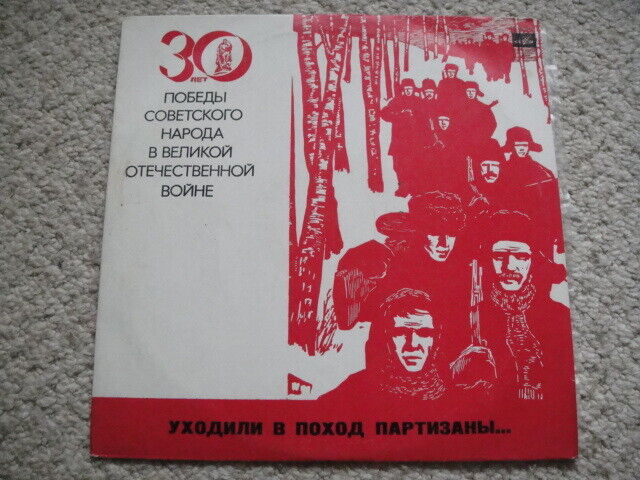 30
ЛЕТ
ПОБЕДЫ
СОВЕТСКОГО
НАРОДА
В ВЕЛИКОЙ
ОТЕЧЕСТВЕННОЙ
ВОЙНЕ
УХОДИЛИ В ПОХОД ПАРТИЗАНЫ...